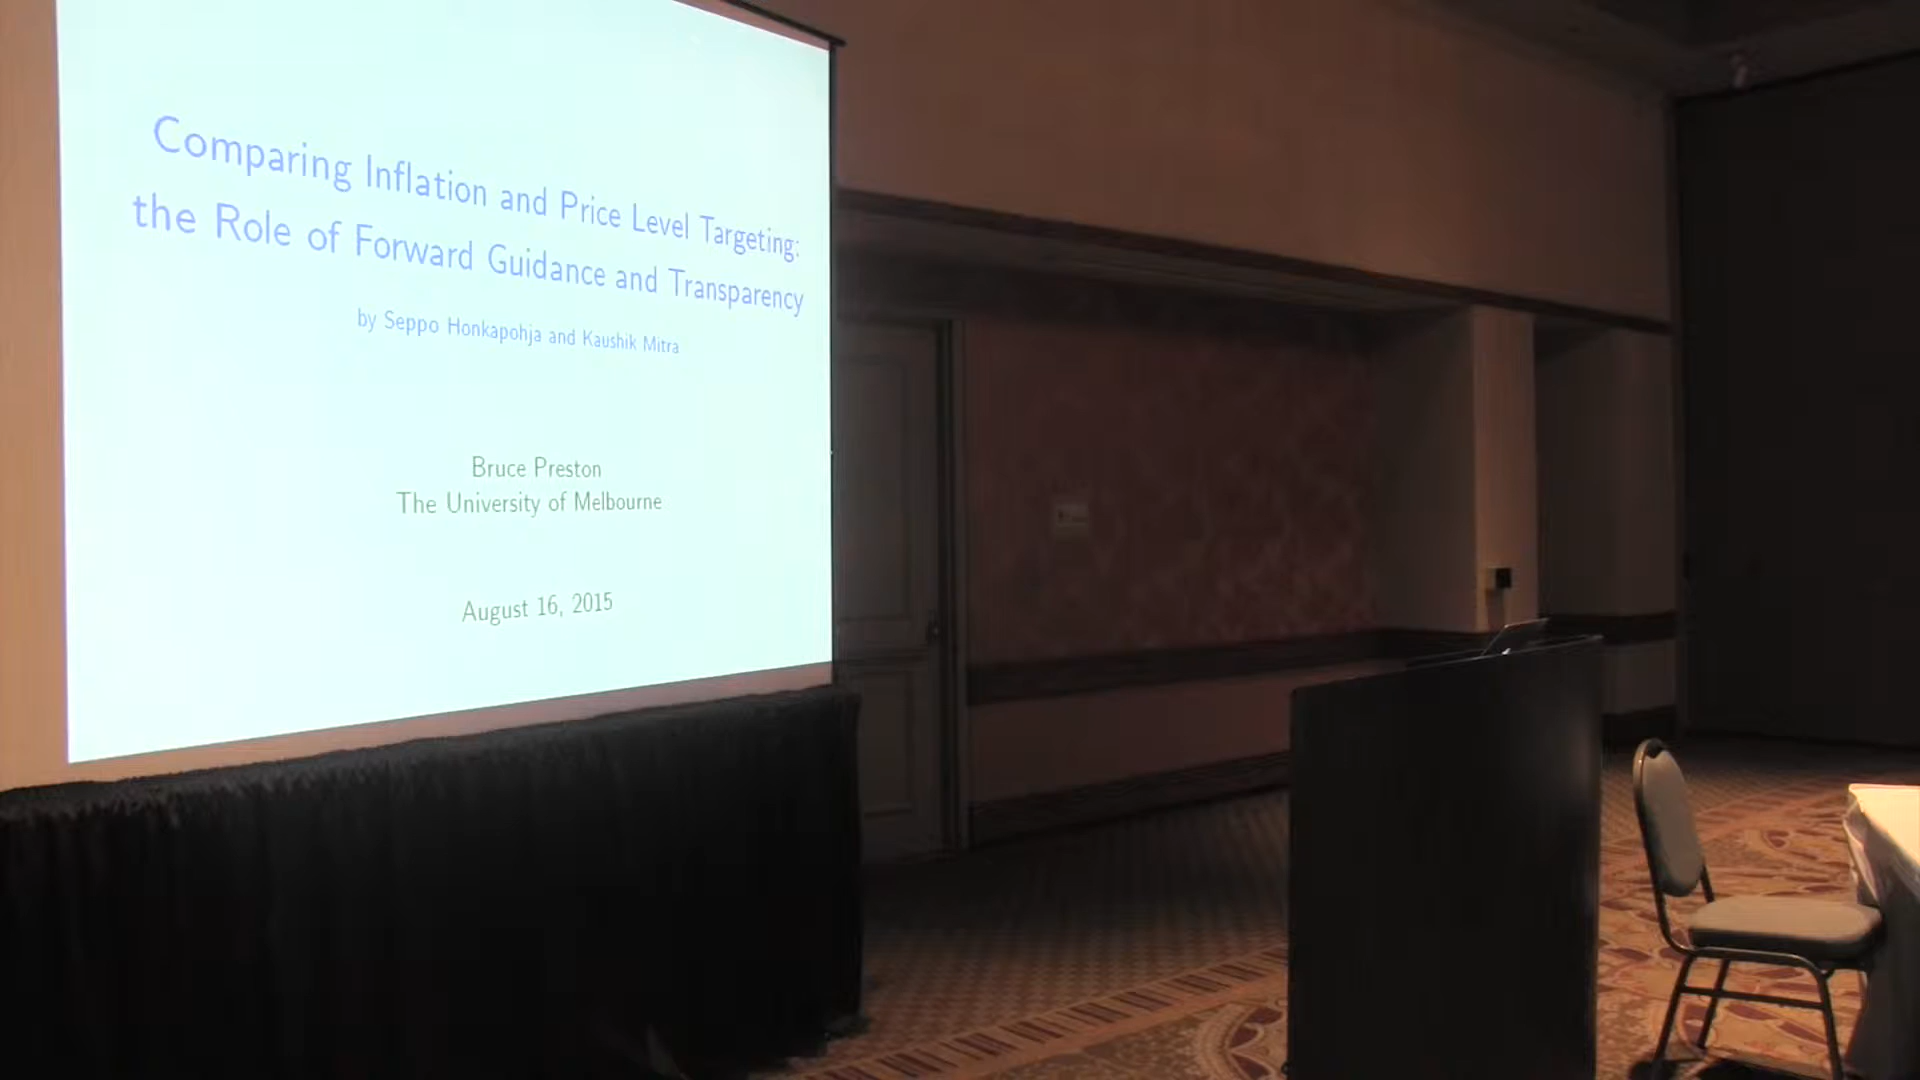 Comparing Inflation and Price Level Targeting:
the Role of Forward Guidance and Transparency
by Seppo Honkapohja and Kaushik Mitra
Bruce Preston
The University of Melbourne
August 16, 2015